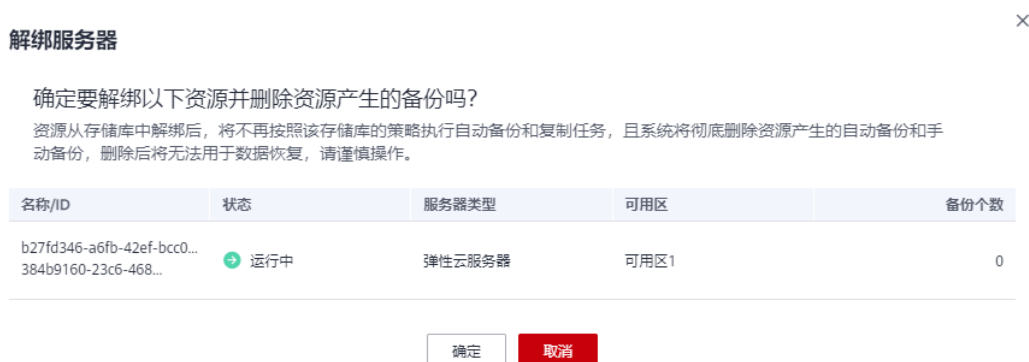 解绑服务器
确定要解绑以下资源并删除资源产生的备份吗?
资源从存储库中解绑后，将不再按照该存储库的策略执行自动备份和复制任务，且系统将彻底删除资源产生的自动备份和手
动备份，删除后将无法用于数据恢复，请谨慎操作。
名称/ID 状态 服务器类型 可用区 备份个数
b27fd346-a6fb-42ef-bcc0... 运行中 弹性云服务器 可用区1 0
384b9160-23c6-468...
确定 取消